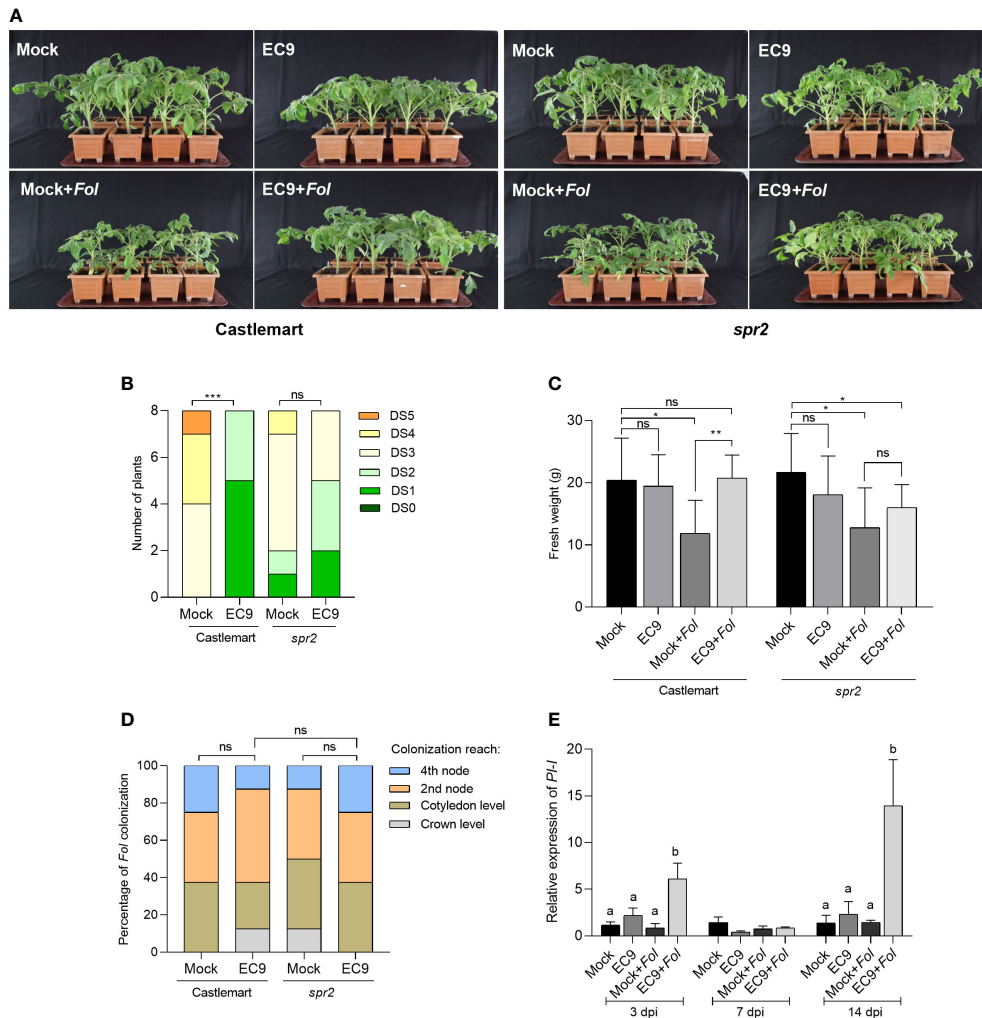 A
Mock
EC9
Mock
EC9
Mock+Fol
EC9+Fol
Mock+Fol
EC9+Fol
Castlemart
spr2
B
***
ns
8
6
4
2
0
Number of plants
Mock
EC9
Mock
EC9
Castlemart
spr2
DS5
DS4
DS3
DS2
DS1
DS0
C
ns
*
ns
**
*
*
ns
ns
30
20
10
0
Fresh weight (g)
Mock
EC9
Mock+Fol
EC9+Fol
Mock
EC9
Mock+Fol
EC9+Fol
Castlemart
spr2
D
ns
ns
ns
100
80
60
40
20
0
Percentage of Fol colonization
Mock
EC9
Mock
EC9
Castlemart
spr2
Colonization reach:
4th node
2nd node
Cotyledon level
Crown level
E
20
15
10
5
0
Relative expression of PI-I
a
a
a
b
a
a
a
b
Mock
EC9
Mock+Fol
EC9+Fol
Mock
EC9
Mock+Fol
EC9+Fol
Mock
EC9
Mock+Fol
EC9+Fol
3 dpi
7 dpi
14 dpi